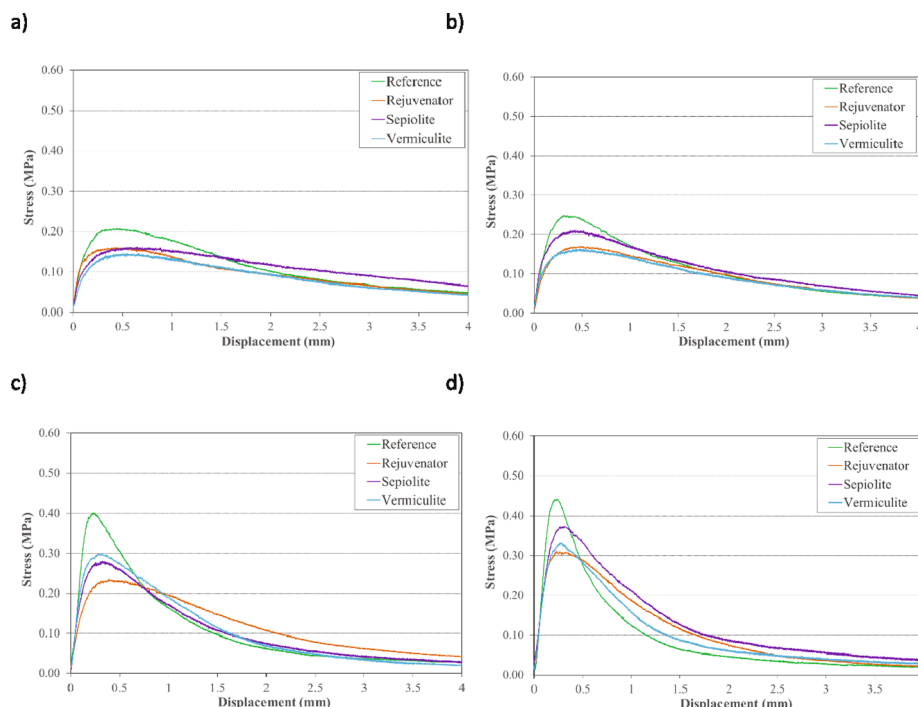 a)
0.60
0.50
0.40
0.30
0.20
0.10
0.00
Stress (MPa)
Reference
Rejuvenator
Sepiolite
Vermiculite
0 0.5 1 1.5 2 2.5 3 3.5 4
Displacement (mm)
b)
0.60
0.50
0.40
0.30
0.20
0.10
0.00
Stress (MPa)
Reference
Rejuvenator
Sepiolite
Vermiculite
0 0.5 1 1.5 2 2.5 3 3.5 4
Displacement (mm)
c)
0.60
0.50
0.40
0.30
0.20
0.10
0.00
Stress (MPa)
Reference
Rejuvenator
Sepiolite
Vermiculite
0 0.5 1 1.5 2 2.5 3 3.5 4
Displacement (mm)
d)
0.60
0.50
0.40
0.30
0.20
0.10
0.00
Stress (MPa)
Reference
Rejuvenator
Sepiolite
Vermiculite
0 0.5 1 1.5 2 2.5 3 3.5
Displacement (mm)